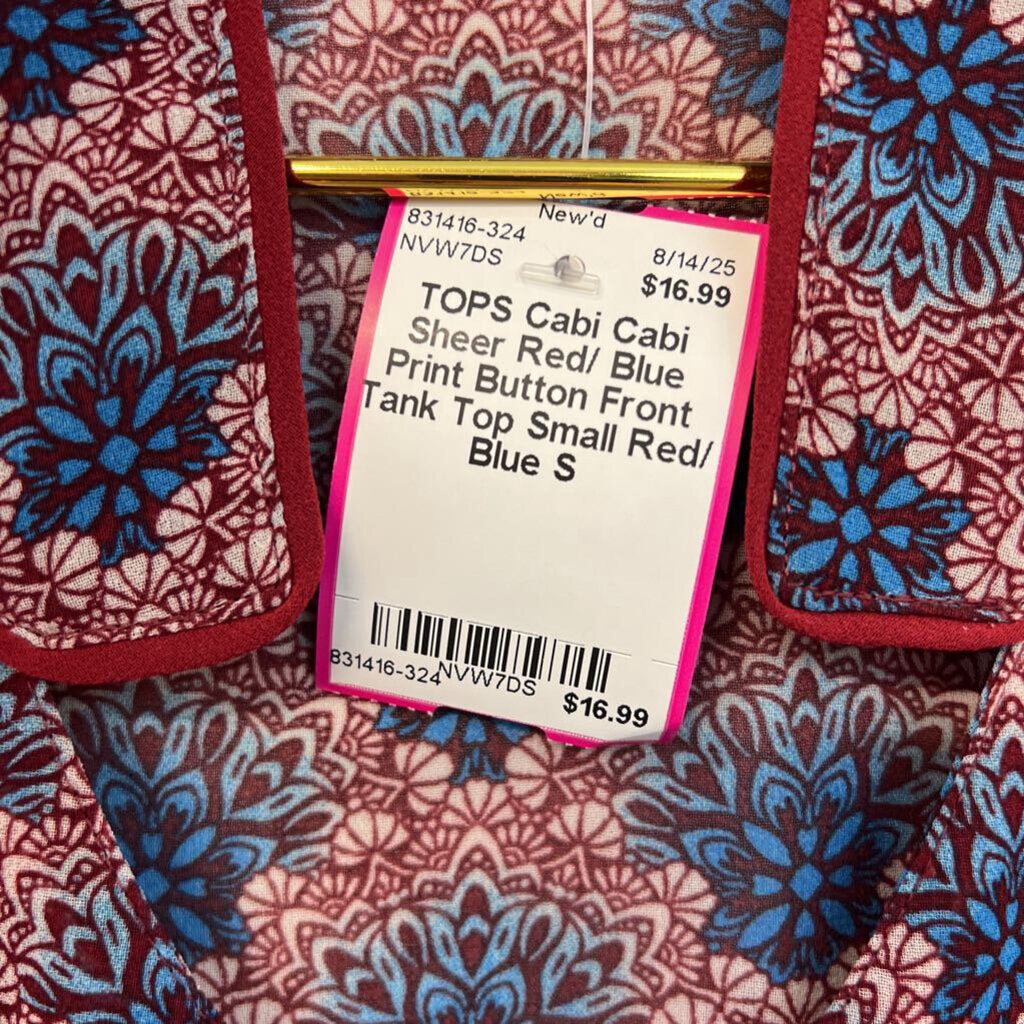 New'd
831416-324
NVW7DS
8/14/25
$16.99
TOPS Cabi Cabi
Sheer Red/ Blue
Print Button Front
Tank Top Small Red/
Blue S
831416-324
NVW7DS
$16.99